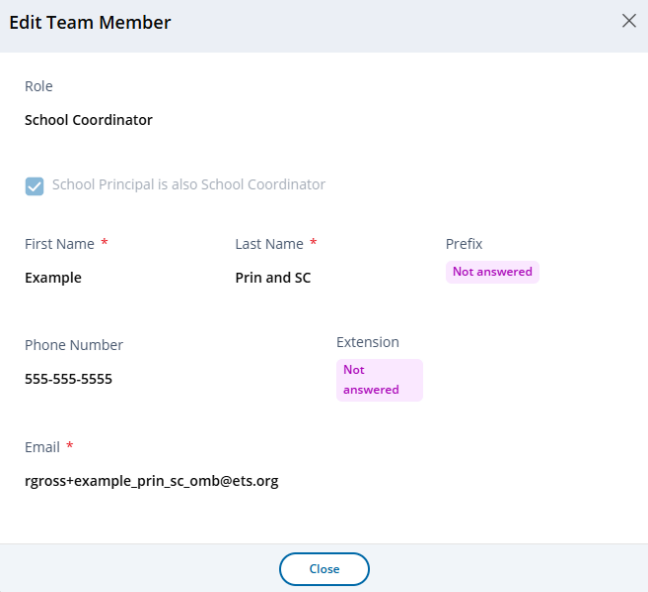 Edit Team Member
Role
School Coordinator
School Principal is also School Coordinator
First Name *
Last Name *
Prefix
Example
Prin and SC
Not answered
Phone Number
Extension
555-555-5555
Not
answered
Email *
rgross+example_prin_sc_omb@ets.org
Close